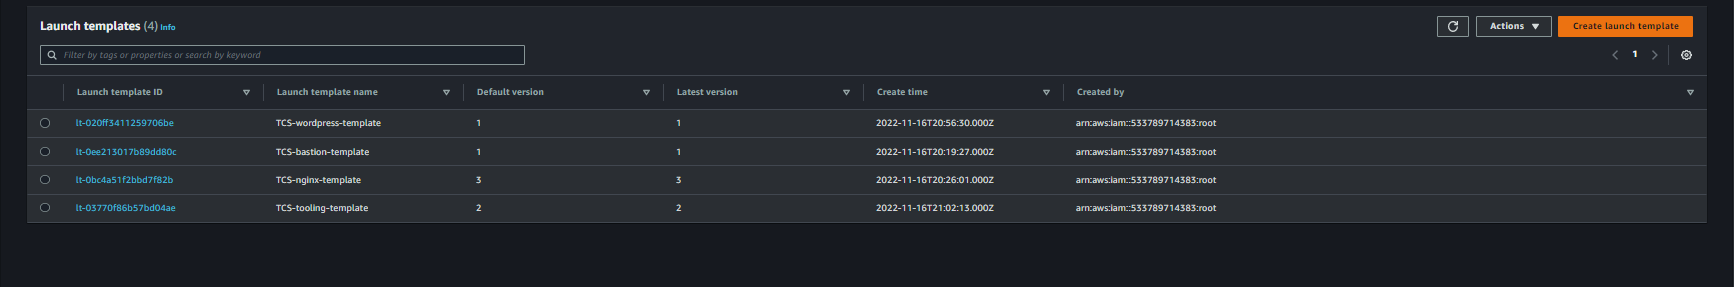 Launch templates (4) Info
Actions
Create launch template
Filter by tags or properties or search by keyword
1
Launch template ID Launch template name Default version Latest version Create time Created by
lt-020ff3411259706be TCS-wordpress-template 1 1 2022-11-16T20:56:30.000Z arn:aws:iam::533789714383:root
lt-0ee213017b89dd80c TCS-bastion-template 1 1 2022-11-16T20:19:27.000Z arn:aws:iam::533789714383:root
lt-0bc4a51f2bbd7f82b TCS-nginx-template 3 3 2022-11-16T20:26:01.000Z arn:aws:iam::533789714383:root
lt-03770f86b57bd04ae TCS-tooling-template 2 2 2022-11-16T21:02:13.000Z arn:aws:iam::533789714383:root